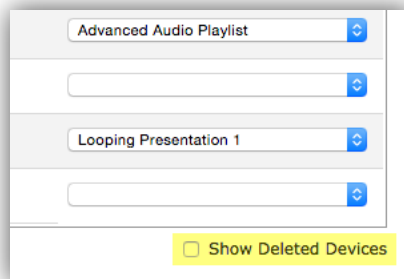 Advanced Audio Playlist
Looping Presentation 1
Show Deleted Devices